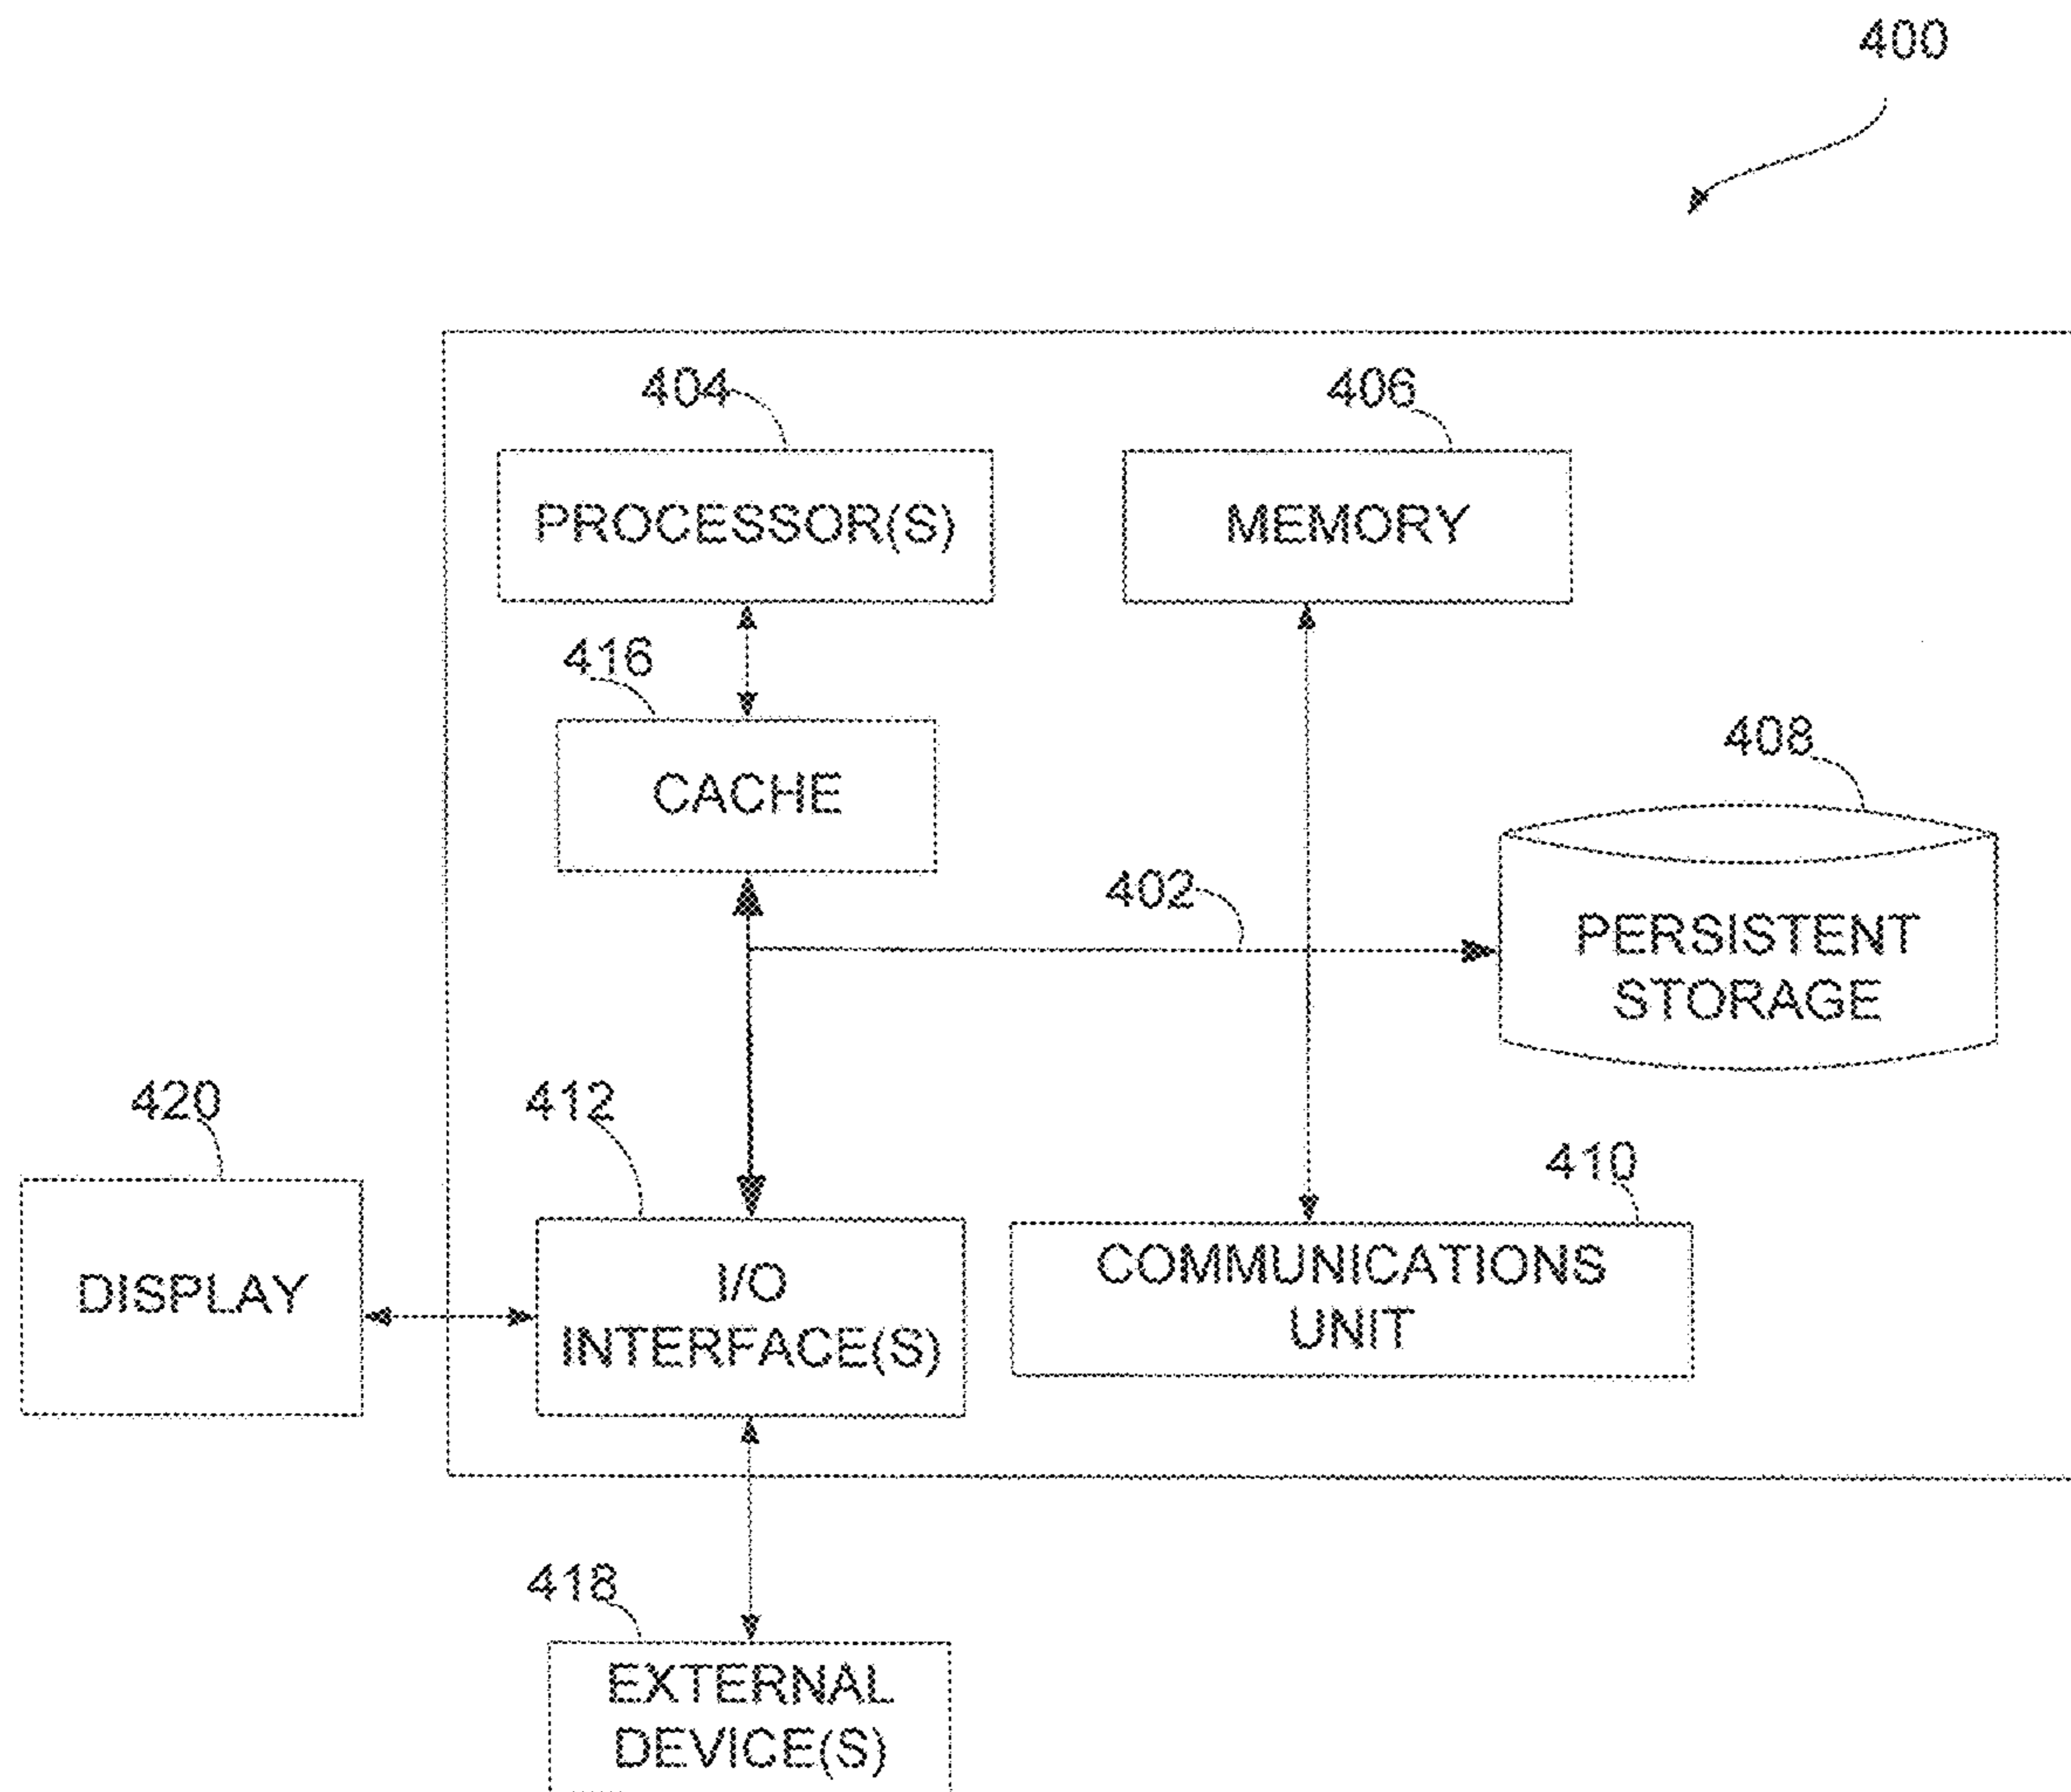 400
404
406
PROCESSOR(S)
MEMORY
416
CACHE
408
402
PERSISTENT
STORAGE
420
412
410
DISPLAY
I/O
INTERFACE(S)
COMMUNICATIONS
UNIT
418
EXTERNAL
DEVICE(S)